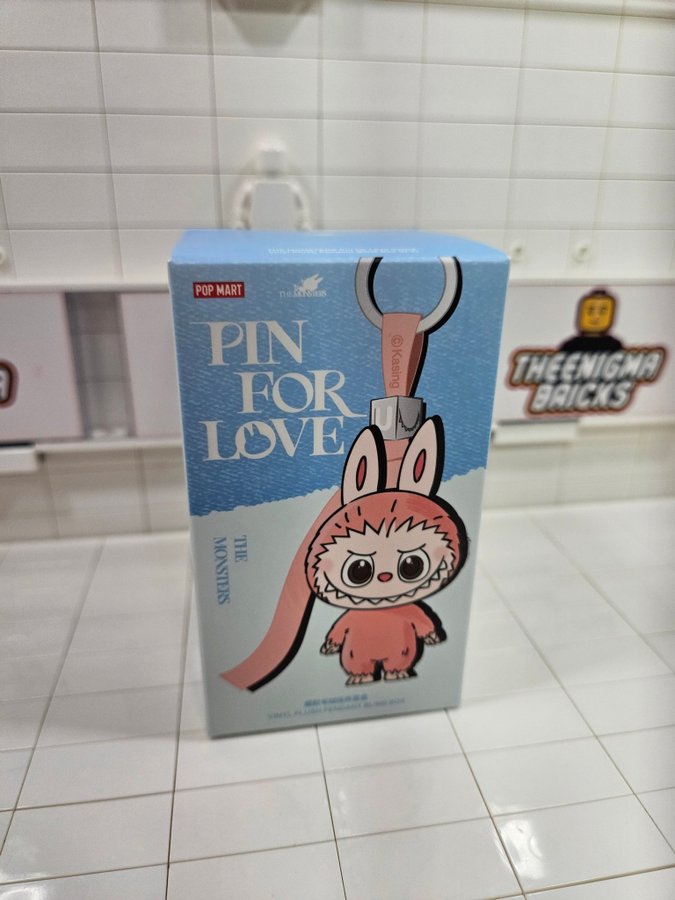 POP MART
THE MONSTERS
PIN
FOR
LOVE
© Kasing
U
THE
MONSTERS
VINYL PLUSH PENDANT BLIND BOX
THEENIGMA
BRICKS